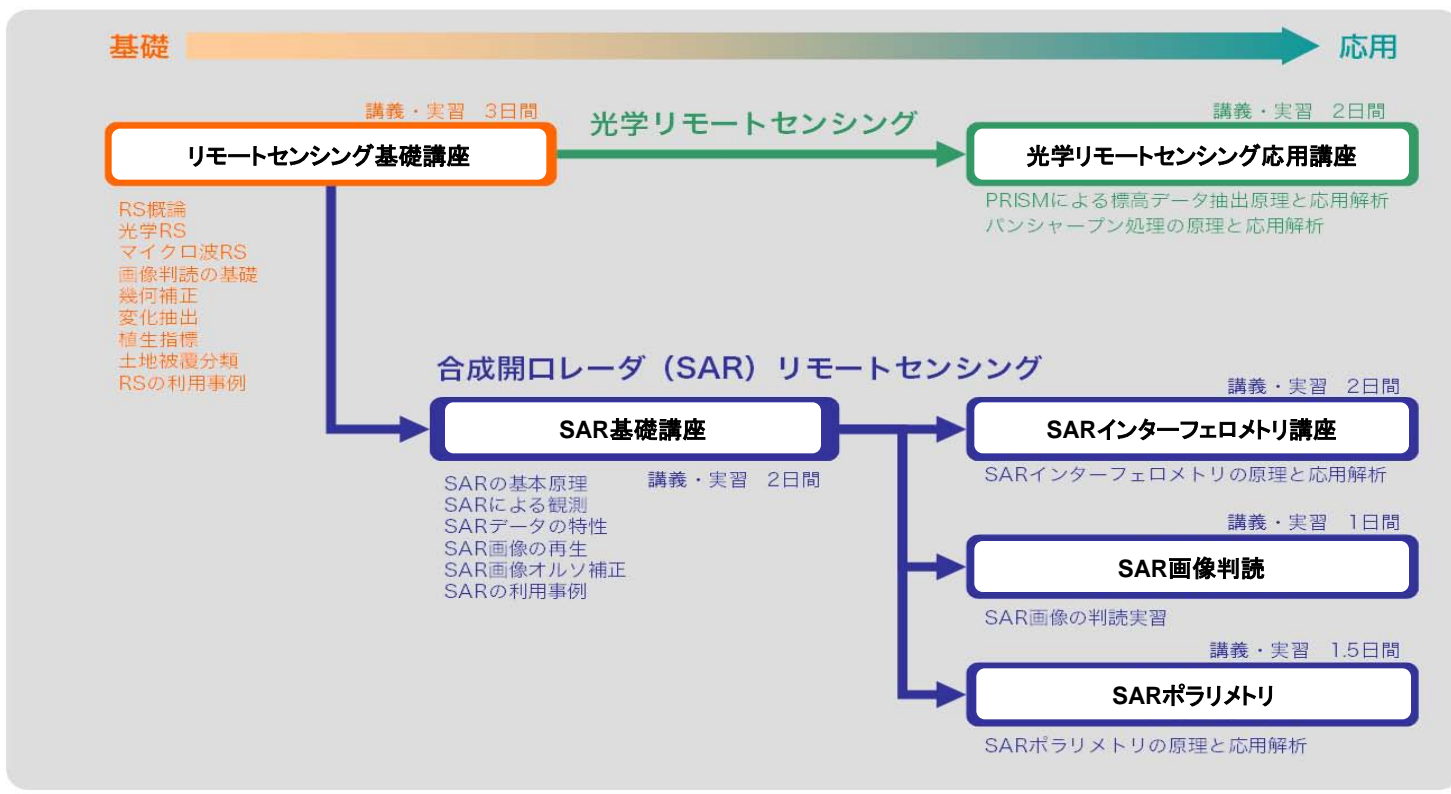 基礎
応用
講義・実習 3日間
リモートセンシング基礎講座
RS概論
光学RS
マイクロ波RS
画像判読の基礎
幾何補正
変化抽出
植生指標
土地被覆分類
RSの利用事例
光学リモートセンシング
講義・実習 2日間
光学リモートセンシング応用講座
PRISMによる標高データ抽出原理と応用解析
パンシャープン処理の原理と応用解析
合成開口レーダ（SAR）リモートセンシング
SAR基礎講座
講義・実習 2日間
SARの基本原理
SARによる観測
SARデータの特性
SAR画像の再生
SAR画像オルソ補正
SARの利用事例
講義・実習 2日間
SARインターフェロメトリ講座
SARインターフェロメトリの原理と応用解析
講義・実習 1日間
SAR画像判読
SAR画像の判読実習
講義・実習 1.5日間
SARポラリメトリ
SARポラリメトリの原理と応用解析